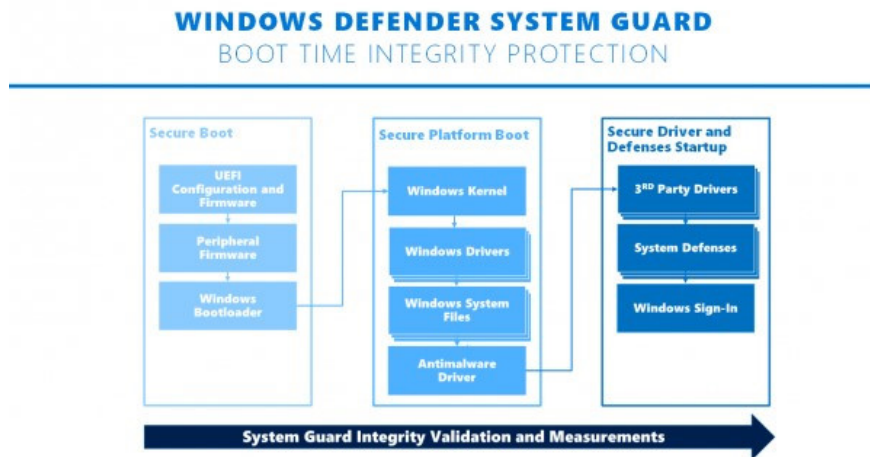 WINDOWS DEFENDER SYSTEM GUARD
BOOT TIME INTEGRITY PROTECTION
Secure Boot
UEFI
Configuration and
Firmware
Peripheral
Firmware
Windows
Bootloader
Secure Platform Boot
Windows Kernel
Windows Drivers
Windows System
Files
Antimalware
Driver
Secure Driver and
Defenses Startup
3RD Party Drivers
System Defenses
Windows Sign-In
System Guard Integrity Validation and Measurements